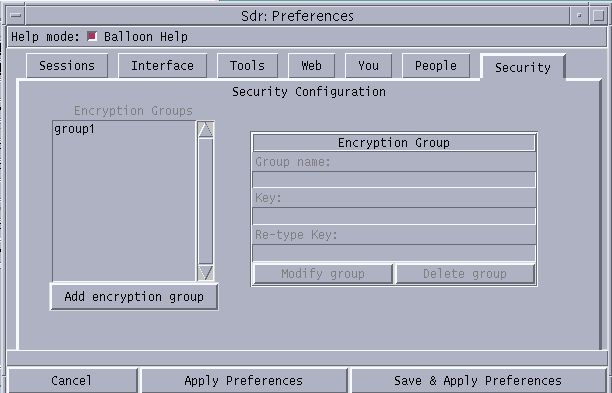 Sdr: Preferences
Help mode: Balloon Help
Sessions Interface Tools Web You People Security
Security Configuration
Encryption Groups
group1
Encryption Group
Group name:
Key:
Re-type Key:
Modify group Delete group
Add encryption group
Cancel Apply Preferences Save & Apply Preferences